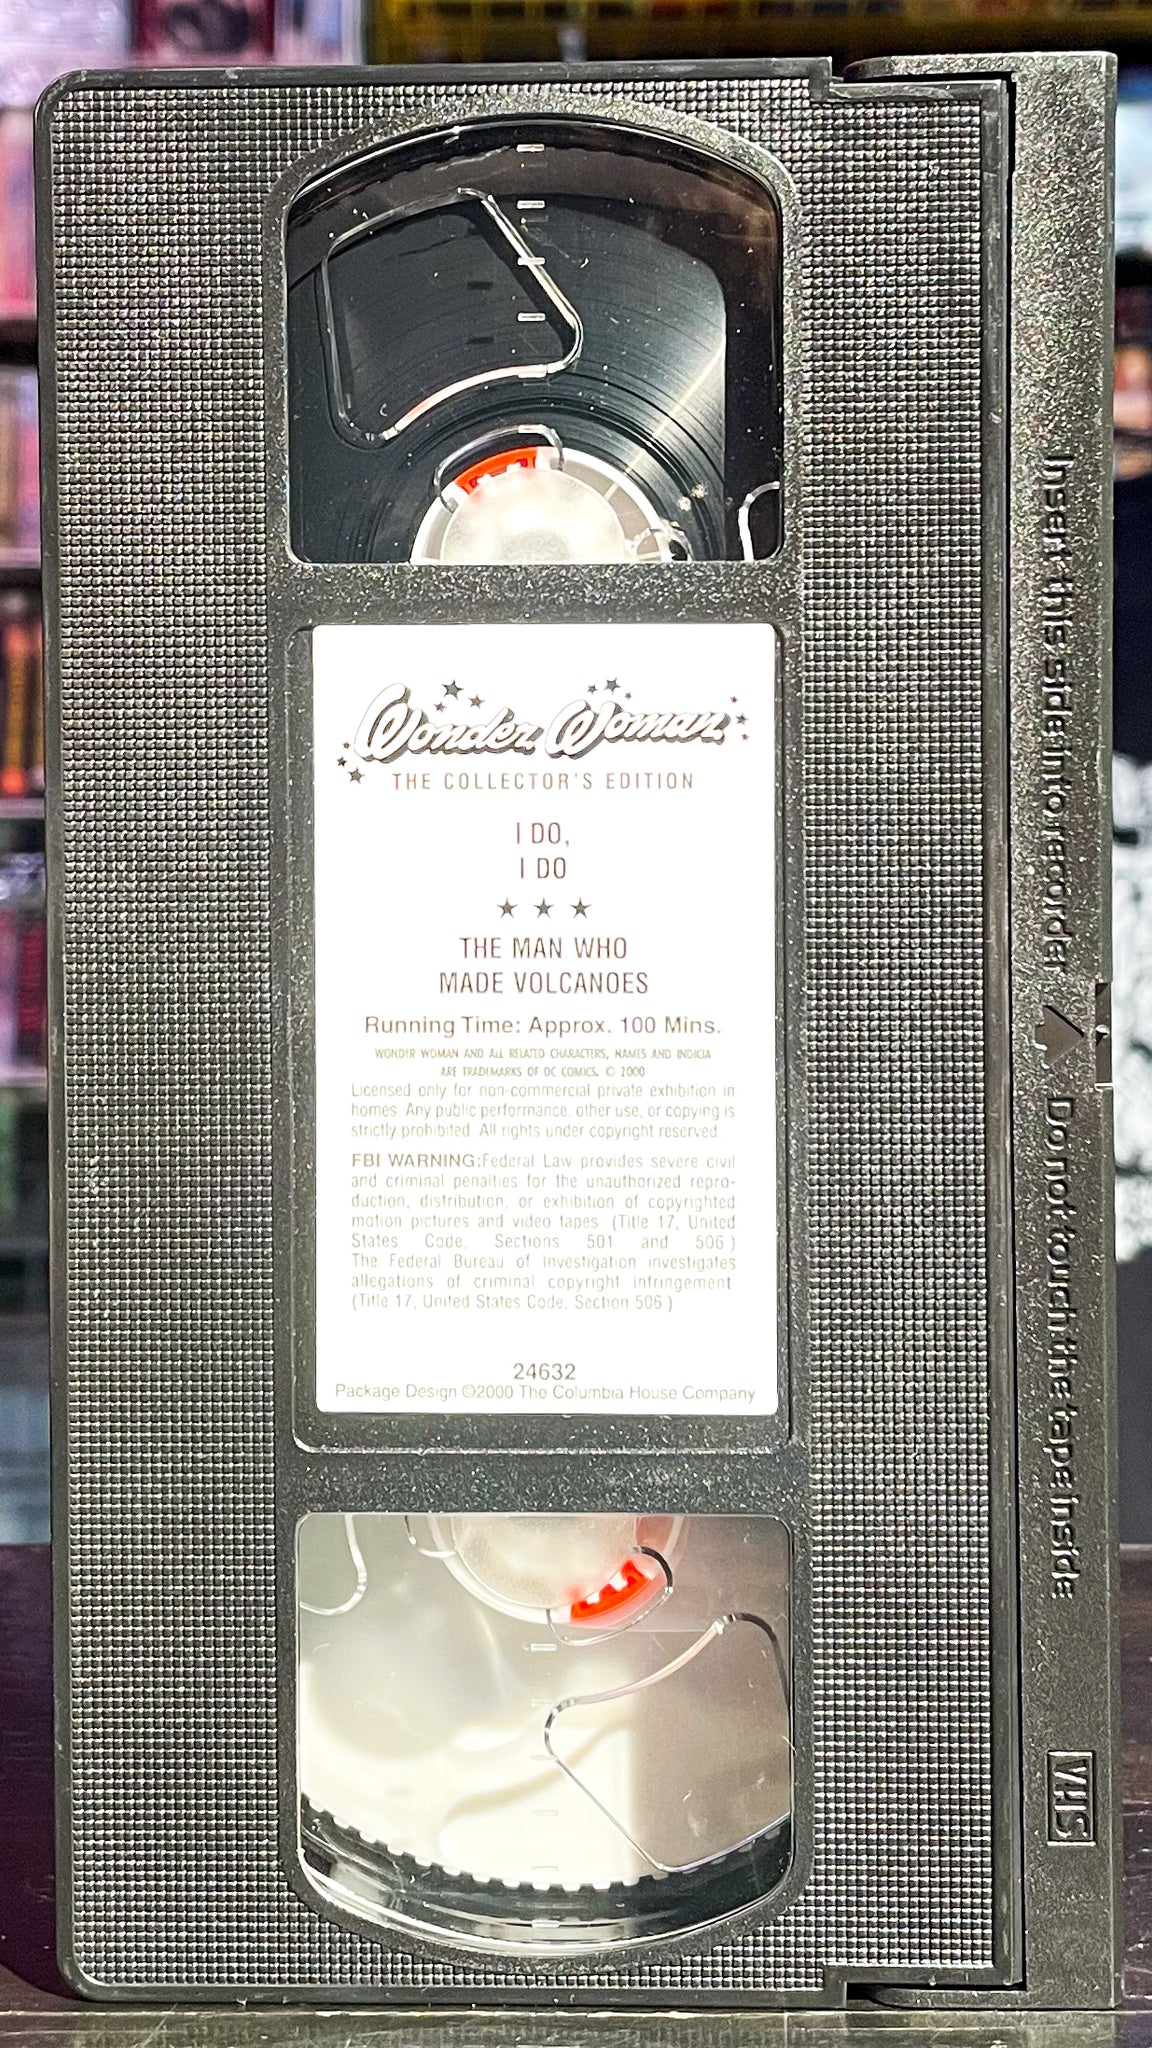 Wonder Woman
THE COLLECTOR'S EDITION
I DO,
I DO
THE MAN WHO
MADE VOLCANOES
Running Time: Approx. 100 Mins.
WONDER WOMAN AND ALL RELATED CHARACTERS, NAMES AND INDICIA
ARE TRADEMARKS OF DC COMICS. © 2000
Licensed only for non-commercial private exhibition in
homes. Any public performance, other use, or copying is
strictly prohibited. All rights under copyright reserved.
FBI WARNING:Federal Law provides severe civil
and criminal penalties for the unauthorized repro-
duction, distribution, or exhibition of copyrighted
motion pictures and video tapes. (Title 17, United
States Code, Sections 501 and 506.)
The Federal Bureau of Investigation investigates
allegations of criminal copyright infringement.
(Title 17, United States Code, Section 506.)
24632
Package Design ©2000 The Columbia House Company
Insert this side into recorder Do not touch the tape inside
VHS